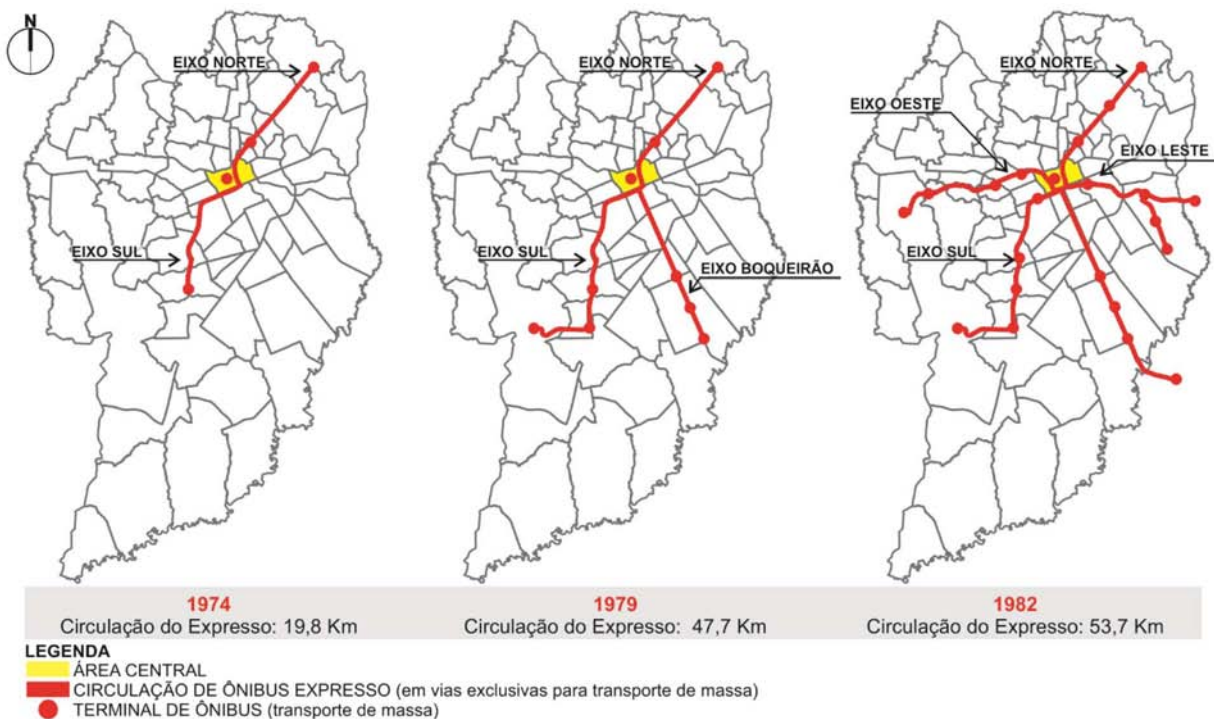 N
EIXO NORTE
EIXO SUL
EIXO NORTE
EIXO SUL
EIXO BOQUEIRÃO
EIXO NORTE
EIXO OESTE
EIXO LESTE
EIXO SUL
1974
Circulação do Expresso: 19,8 Km
1979
Circulação do Expresso: 47,7 Km
1982
Circulação do Expresso: 53,7 Km
LEGENDA
ÁREA CENTRAL
CIRCULAÇÃO DE ÔNIBUS EXPRESSO (em vias exclusivas para transporte de massa)
TERMINAL DE ÔNIBUS (transporte de massa)